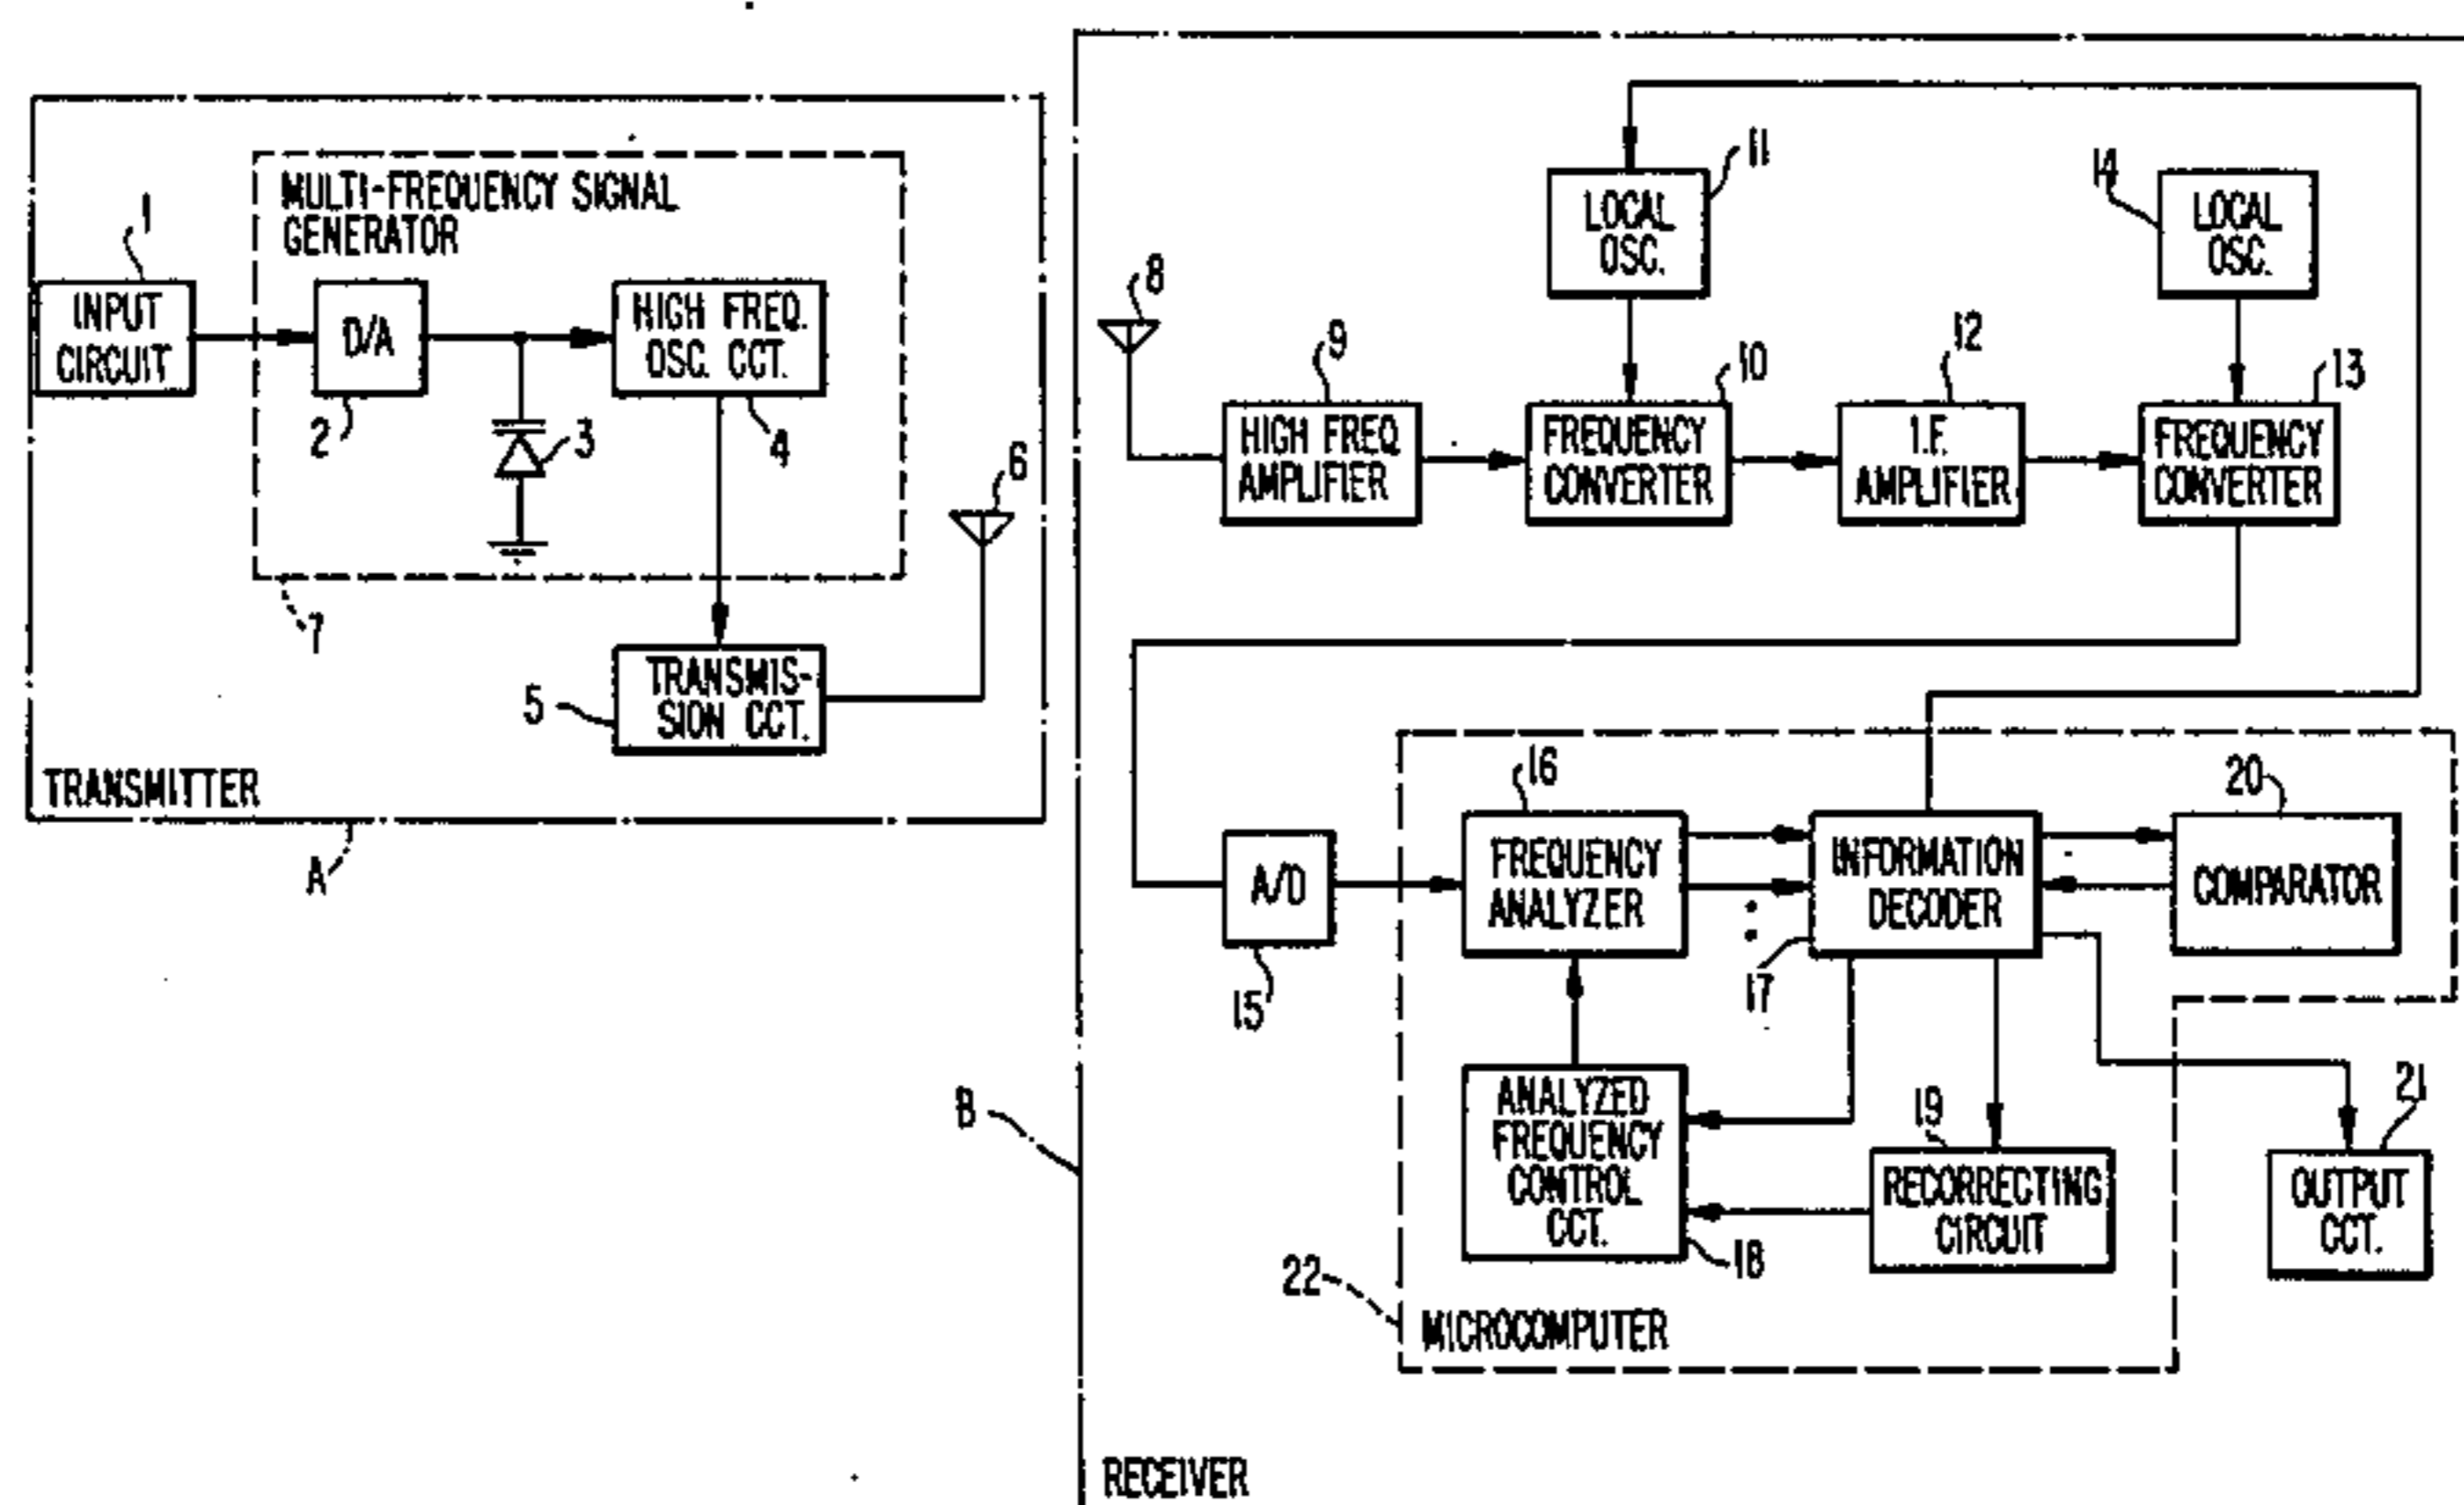 MULTI-FREQUENCY SIGNAL
GENERATOR
1
INPUT
CIRCUIT
D/A
2
3
HIGH FREQ.
OSC. CCT.
4
6
7
5
TRANSMIS-
SION CCT.
TRANSMITTER
A
11
LOCAL
OSC.
14
LOCAL
OSC.
8
9
HIGH FREQ
AMPLIFIER
10
FREQUENCY
CONVERTER
12
I.F.
AMPLIFIER
13
FREQUENCY
CONVERTER
A/D
15
16
FREQUENCY
ANALYZER
INFORMATION
DECODER
17
20
COMPARATOR
ANALYZED
FREQUENCY
CONTROL
CCT.
18
19
RECORRECTING
CIRCUIT
21
OUTPUT
CCT.
22
MICROCOMPUTER
B
RECEIVER